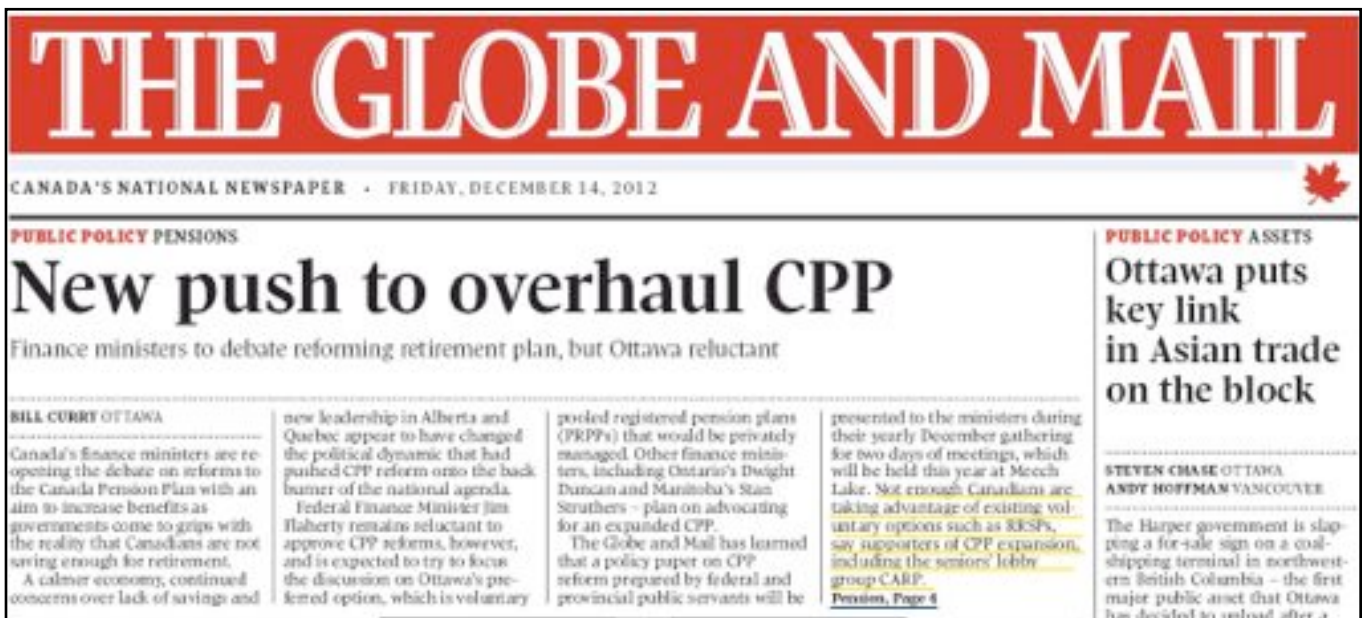 THE GLOBE AND MAIL
CANADA'S NATIONAL NEWSPAPER • FRIDAY, DECEMBER 14, 2012
PUBLIC POLICY PENSIONS
New push to overhaul CPP
Finance ministers to debate reforming retirement plan, but Ottawa reluctant
BILL CURRY OTTAWA
Canada's finance ministers are re-
opening the debate on reforms to
the Canada Pension Plan with an
aim to increase benefits as
governments come to grips with
the reality that Canadians are not
saving enough for retirement.
A calmer economy, continued
concerns over lack of savings and
new leadership in Alberta and
Quebec appear to have changed
the political dynamic that had
pushed CPP reform onto the back
burner of the national agenda.
Federal Finance Minister Jim
Flaherty remains reluctant to
approve CPP reforms, however,
and is expected to try to focus
the discussion on Ottawa's pre-
ferred option, which is voluntary
pooled registered pension plans
(PRPPs) that would be privately
managed. Other finance minis-
ters, including Ontario's Dwight
Duncan and Manitoba's Stan
Struthers – plan on advocating
for an expanded CPP.
The Globe and Mail has learned
that a policy paper on CPP
reform prepared by federal and
provincial public servants will be
presented to the ministers during
their yearly December gathering
for two days of meetings, which
will be held this year at Meech
Lake. Not enough Canadians are
taking advantage of existing vol-
untary options such as RRSPs,
say supporters of CPP expansion,
including the seniors' lobby
group CARP.
Pension, Page 6
PUBLIC POLICY ASSETS
Ottawa puts
key link
in Asian trade
on the block
STEVEN CHASE OTTAWA
ANDY HOFFMAN VANCOUVER
The Harper government is slap-
ping a for-sale sign on a coal-
shipping terminal in northwest-
ern British Columbia – the first
major public asset that Ottawa
has decided to unload after a